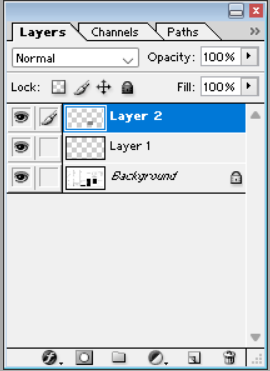 Layers Channels Paths
Normal Opacity: 100%
Lock: Fill: 100%
Layer 2
Layer 1
Background